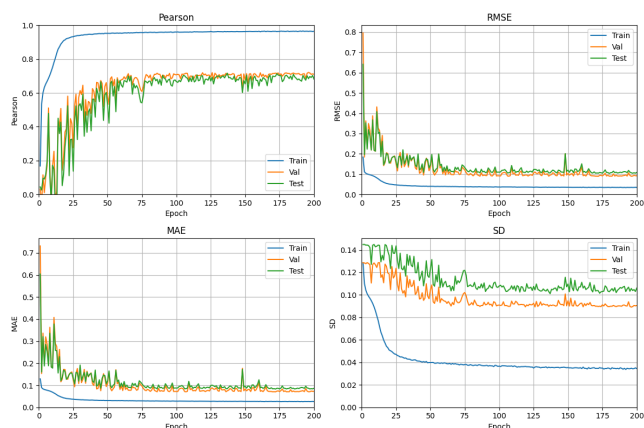 Pearson
1.0
0.8
0.6
0.4
0.2
0.0
Pearson
0
25
50
75
100
125
150
175
200
Epoch
Train
Val
Test
RMSE
0.8
0.7
0.6
0.5
0.4
0.3
0.2
0.1
0.0
RMSE
0
25
50
75
100
125
150
175
200
Epoch
Train
Val
Test
MAE
0.7
0.6
0.5
0.4
0.3
0.2
0.1
0.0
MAE
0
25
50
75
100
125
150
175
200
Epoch
Train
Val
Test
SD
0.14
0.12
0.10
0.08
0.06
0.04
0.02
0.00
SD
0
25
50
75
100
125
150
175
200
Epoch
Train
Val
Test